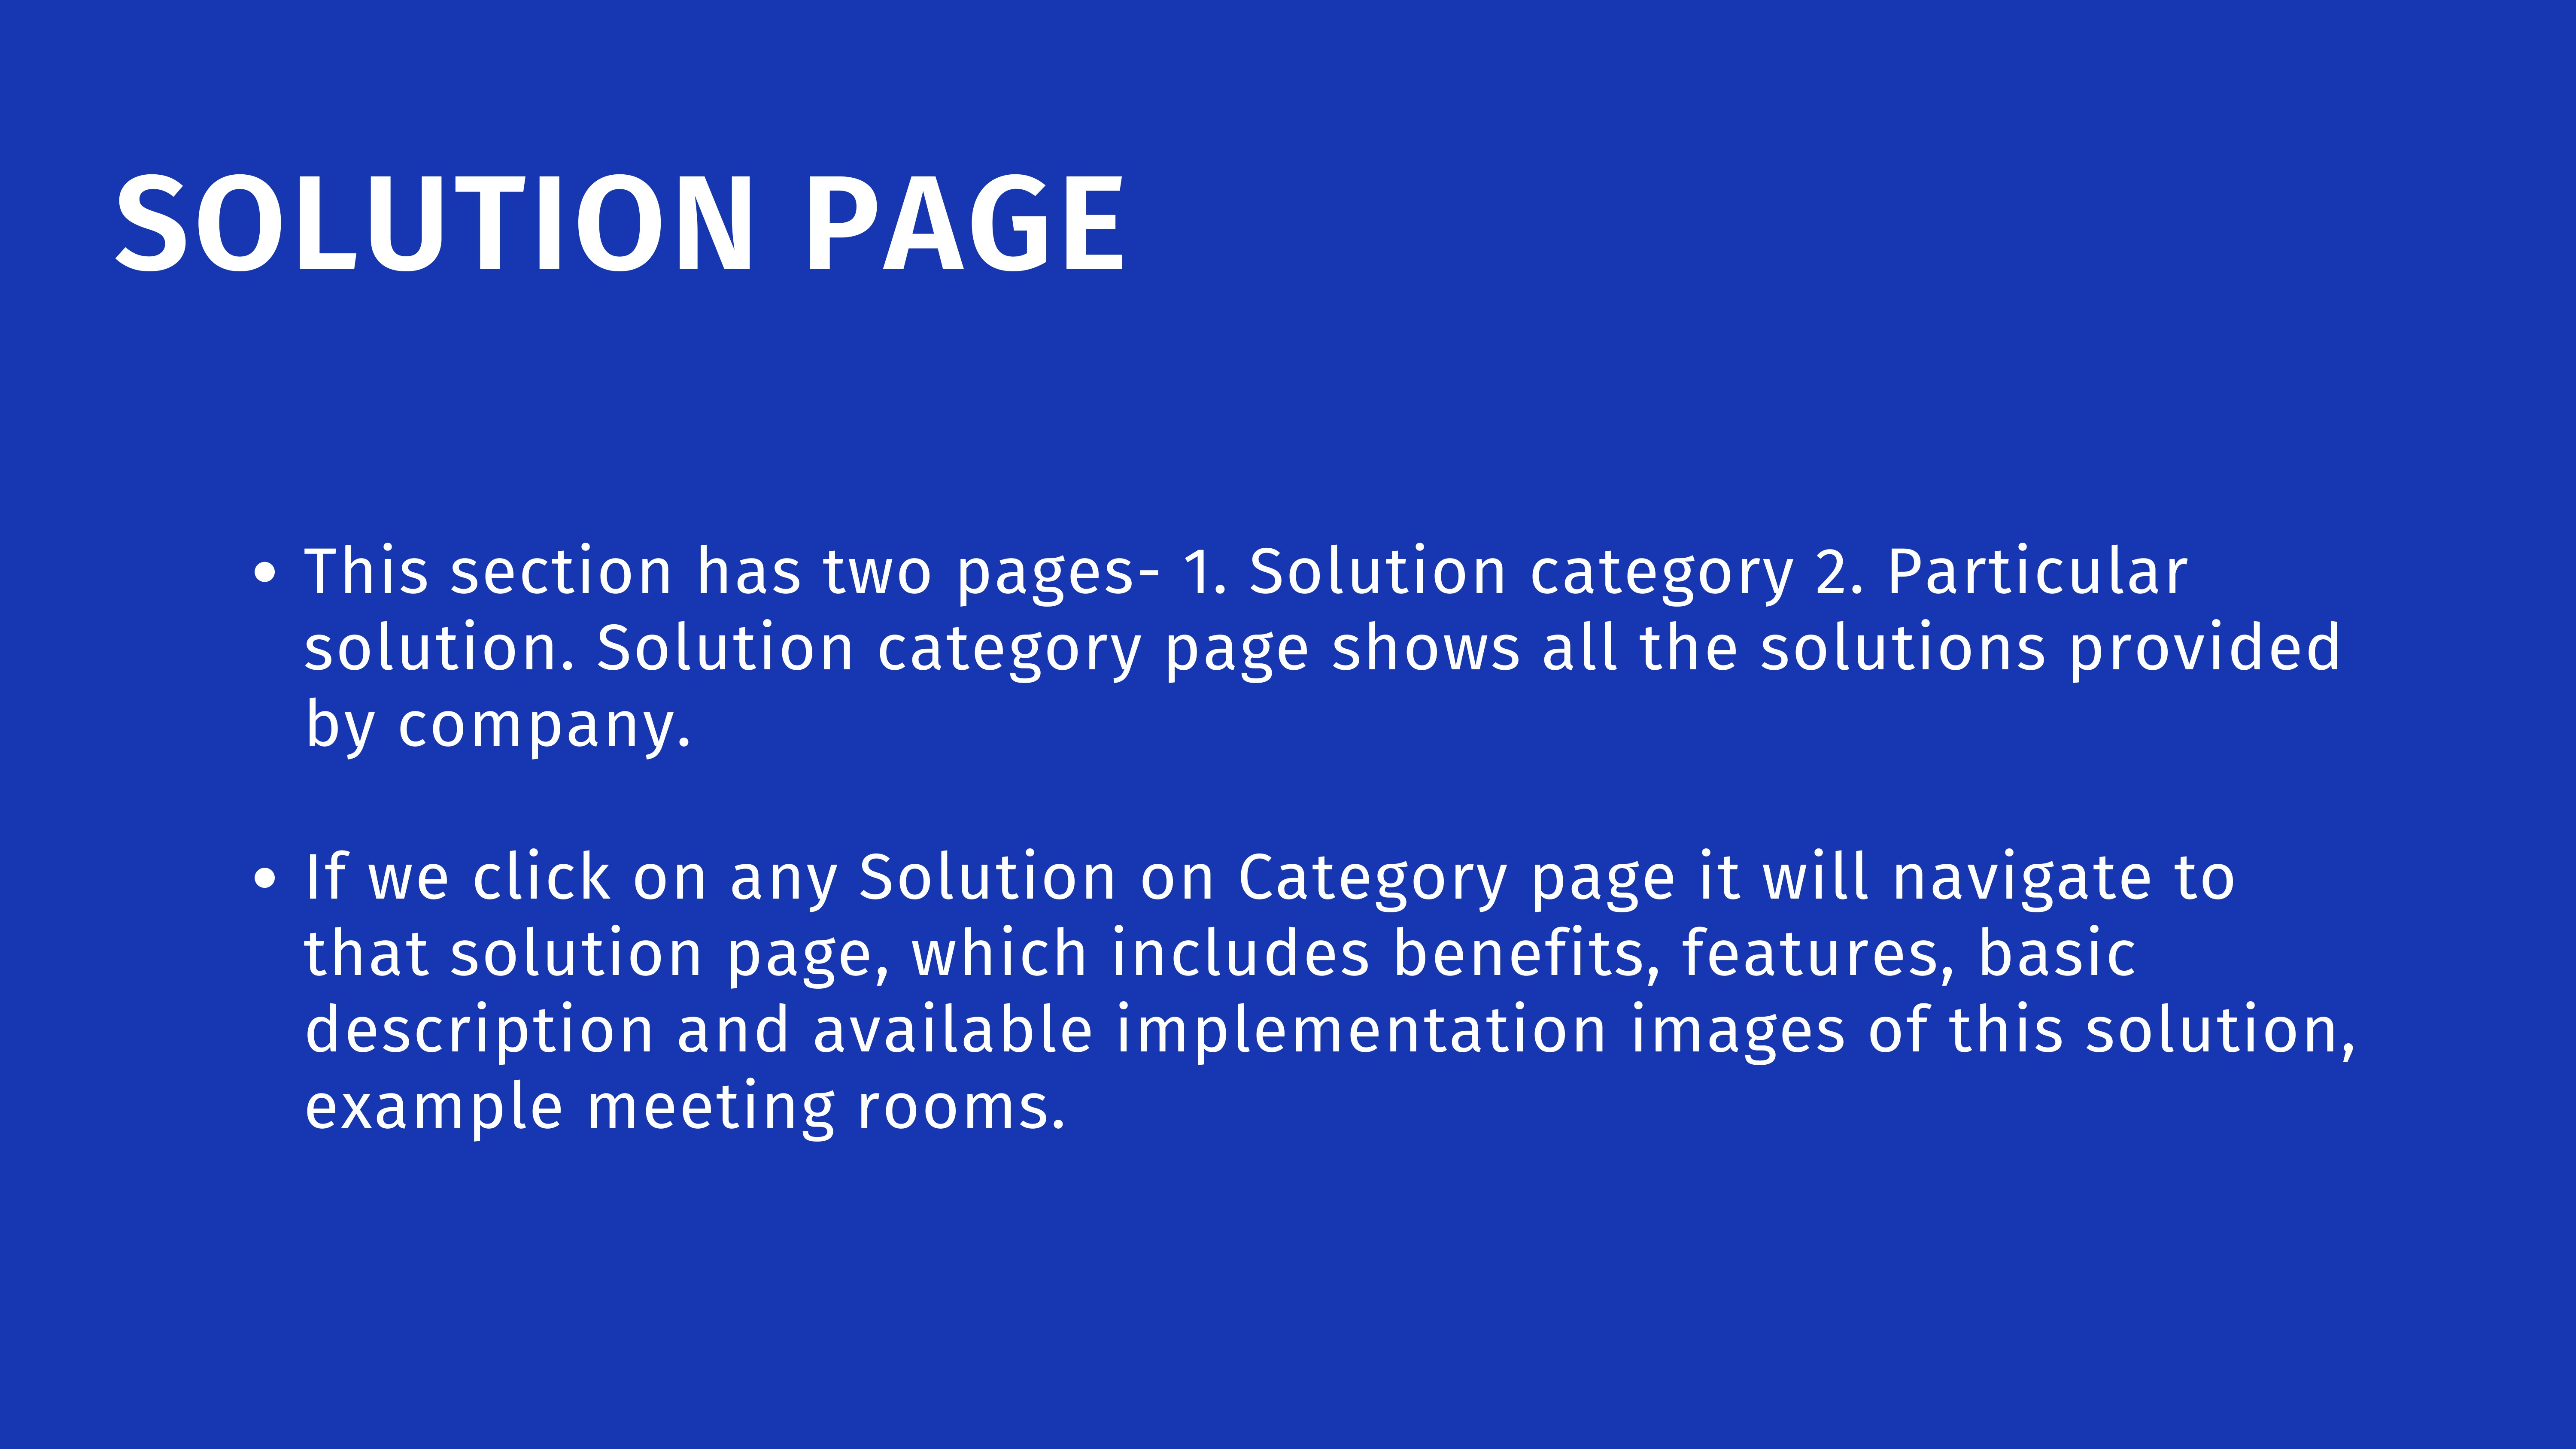 SOLUTION PAGE
• This section has two pages- 1. Solution category 2. Particular
solution. Solution category page shows all the solutions provided
by company.
• If we click on any Solution on Category page it will navigate to
that solution page, which includes benefits, features, basic
description and available implementation images of this solution,
example meeting rooms.